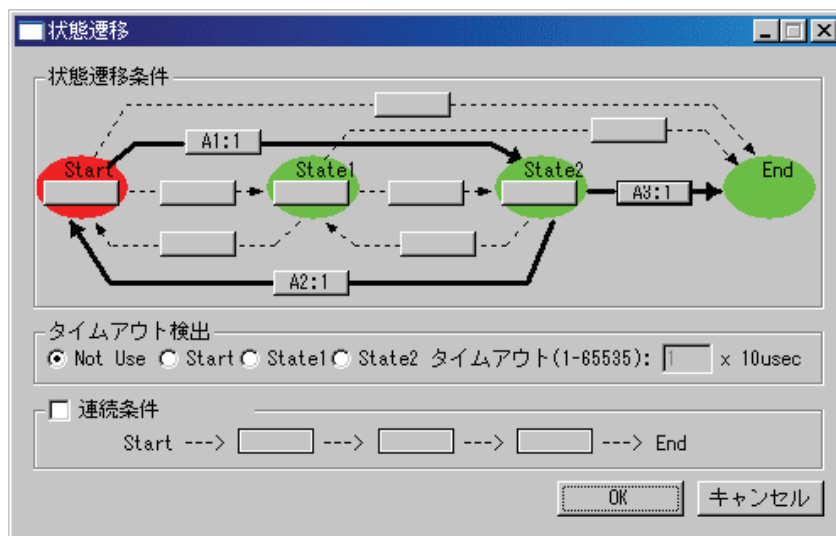 状態遷移
状態遷移条件
A1:1
Start State1 State2 End
A3:1
A2:1
タイムアウト検出
Not Use Start State1 State2 タイムアウト(1-65535): 1 x 10usec
連続条件
Start ---> ---> ---> ---> End
OK キャンセル